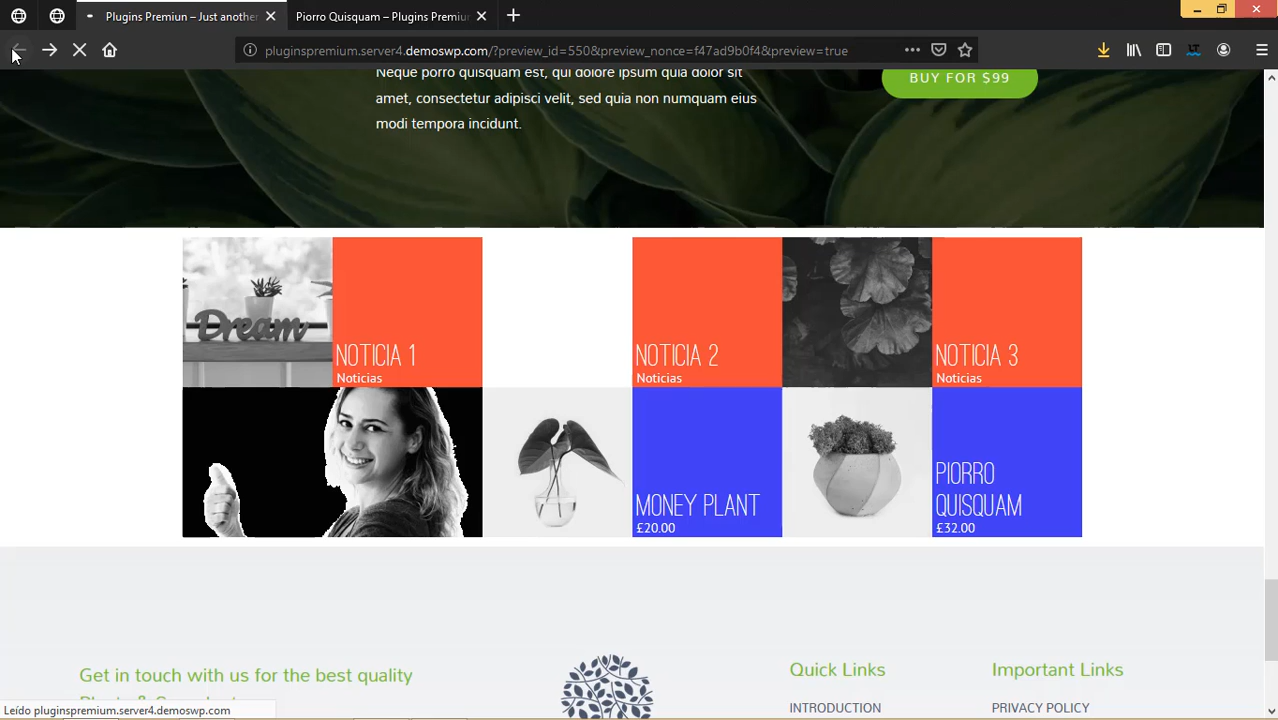 Plugins Premiun – Just another
Piorro Quisquam – Plugins Premiu
pluginspremium.server4.demoswp.com/?preview_id=550&preview_nonce=f47ad9b0f4&preview=true
Neque porro quisquam est, qui dolore ipsum quia dolor sit
amet, consectetur adipisci velit, sed quia non numquam eius
modi tempora incidunt.
BUY FOR $99
Dream
NOTICIA 1
Noticias
NOTICIA 2
Noticias
NOTICIA 3
Noticias
MONEY PLANT
£20.00
PIORRO
QUISQUAM
£32.00
Get in touch with us for the best quality
Quick Links
Important Links
INTRODUCTION
PRIVACY POLICY
Leído pluginspremium.server4.demoswp.com